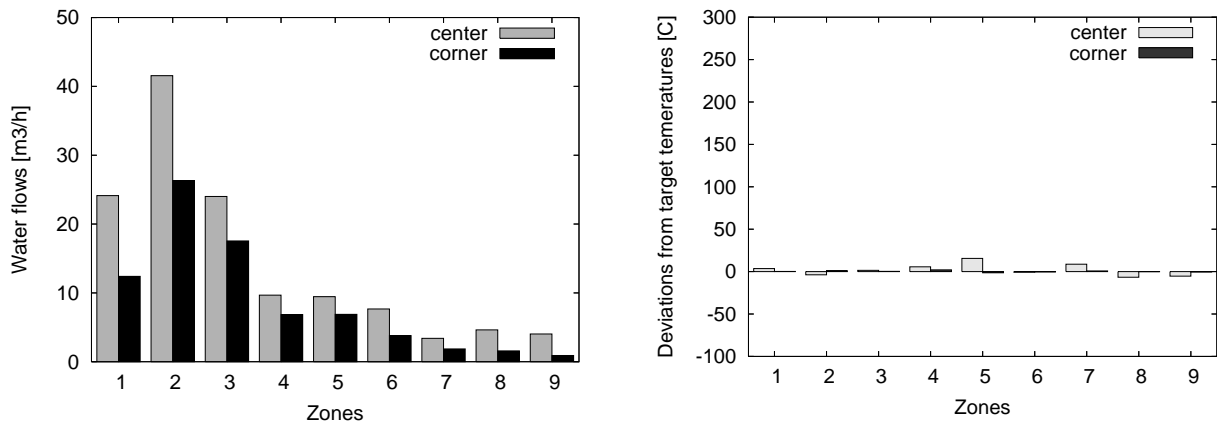 Water flows [m3/h]
50
40
30
20
10
0
center
corner
1 2 3 4 5 6 7 8 9
Zones
Deviations from target temeratures [C]
300
250
200
150
100
50
0
-50
-100
center
corner
1 2 3 4 5 6 7 8 9
Zones